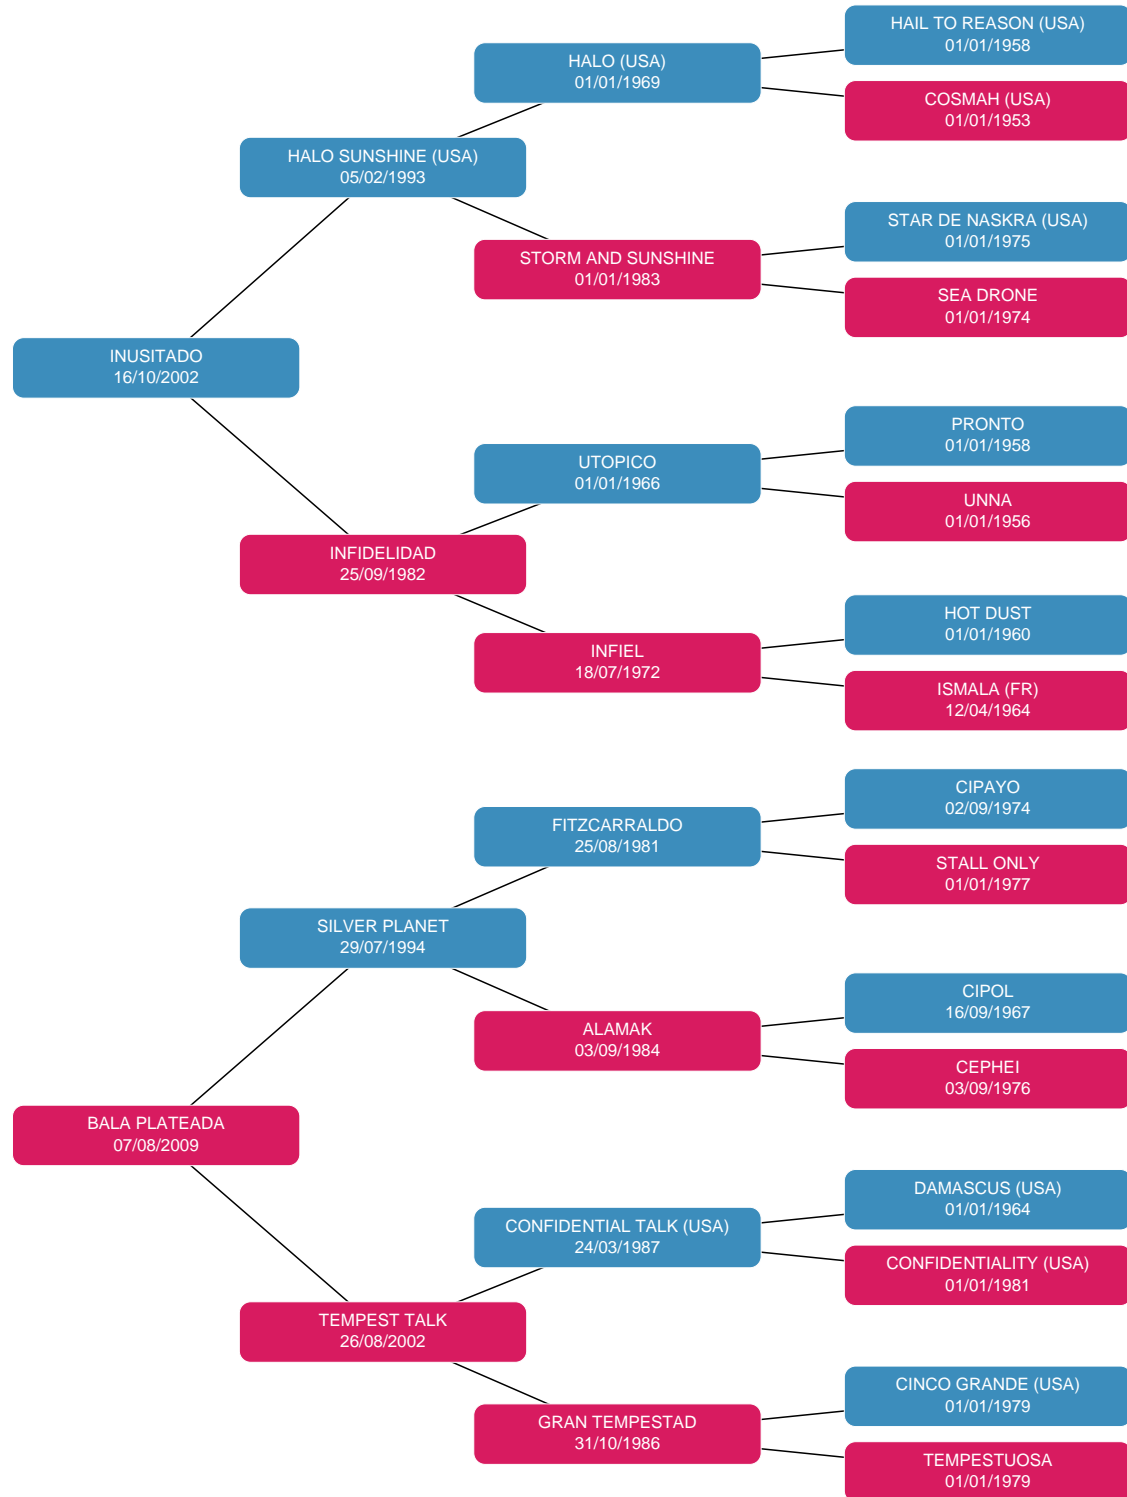 HAIL TO REASON (USA)
01/01/1958
HALO (USA)
01/01/1969
COSMAH (USA)
01/01/1953
HALO SUNSHINE (USA)
05/02/1993
STAR DE NASKRA (USA)
01/01/1975
STORM AND SUNSHINE
01/01/1983
SEA DRONE
01/01/1974
INUSITADO
16/10/2002
PRONTO
01/01/1958
UTOPICO
01/01/1966
UNNA
01/01/1956
INFIDELIDAD
25/09/1982
HOT DUST
01/01/1960
INFIEL
18/07/1972
ISMALA (FR)
12/04/1964
CIPAYO
02/09/1974
FITZCARRALDO
25/08/1981
STALL ONLY
01/01/1977
SILVER PLANET
29/07/1994
CIPOL
16/09/1967
ALAMAK
03/09/1984
CEPHEI
03/09/1976
BALA PLATEADA
07/08/2009
DAMASCUS (USA)
01/01/1964
CONFIDENTIAL TALK (USA)
24/03/1987
CONFIDENTIALITY (USA)
01/01/1981
TEMPEST TALK
26/08/2002
CINCO GRANDE (USA)
01/01/1979
GRAN TEMPESTAD
31/10/1986
TEMPESTUOSA
01/01/1979